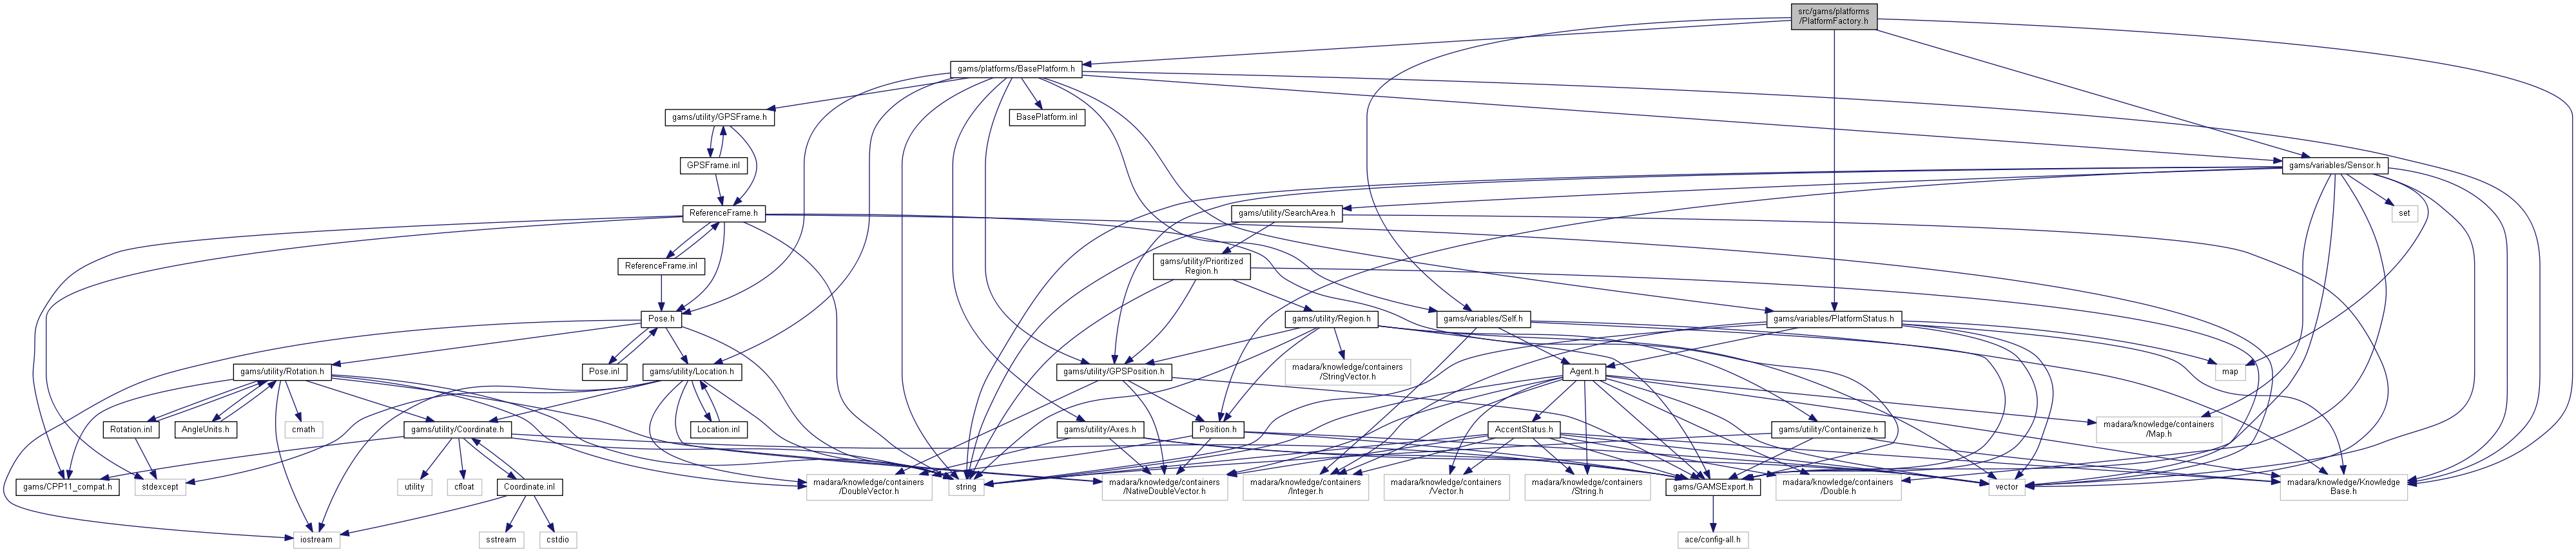 src/gams/platforms
/PlatformFactory.h
gams/platforms/BasePlatform.h
gams/utility/GPSFrame.h
BasePlatform.inl
GPSFrame.inl
gams/variables/Sensor.h
ReferenceFrame.h
gams/utility/SearchArea.h
set
ReferenceFrame.inl
gams/utility/Prioritized
Region.h
Pose.h
gams/utility/Region.h
gams/variables/Self.h
gams/variables/PlatformStatus.h
gams/utility/Rotation.h
Pose.inl
gams/utility/Location.h
gams/utility/GPSPosition.h
madara/knowledge/containers
/StringVector.h
Agent.h
map
Rotation.inl
AngleUnits.h
cmath
gams/utility/Coordinate.h
Location.inl
gams/utility/Axes.h
Position.h
AccentStatus.h
gams/utility/Containerize.h
madara/knowledge/containers
/Map.h
gams/CPP11_compat.h
stdexcept
utility
cfloat
Coordinate.inl
madara/knowledge/containers
/DoubleVector.h
string
madara/knowledge/containers
/NativeDoubleVector.h
madara/knowledge/containers
/Integer.h
madara/knowledge/containers
/Vector.h
madara/knowledge/containers
/String.h
gams/GAMSExport.h
madara/knowledge/containers
/Double.h
vector
madara/knowledge/Knowledge
Base.h
iostream
sstream
cstdio
ace/config-all.h